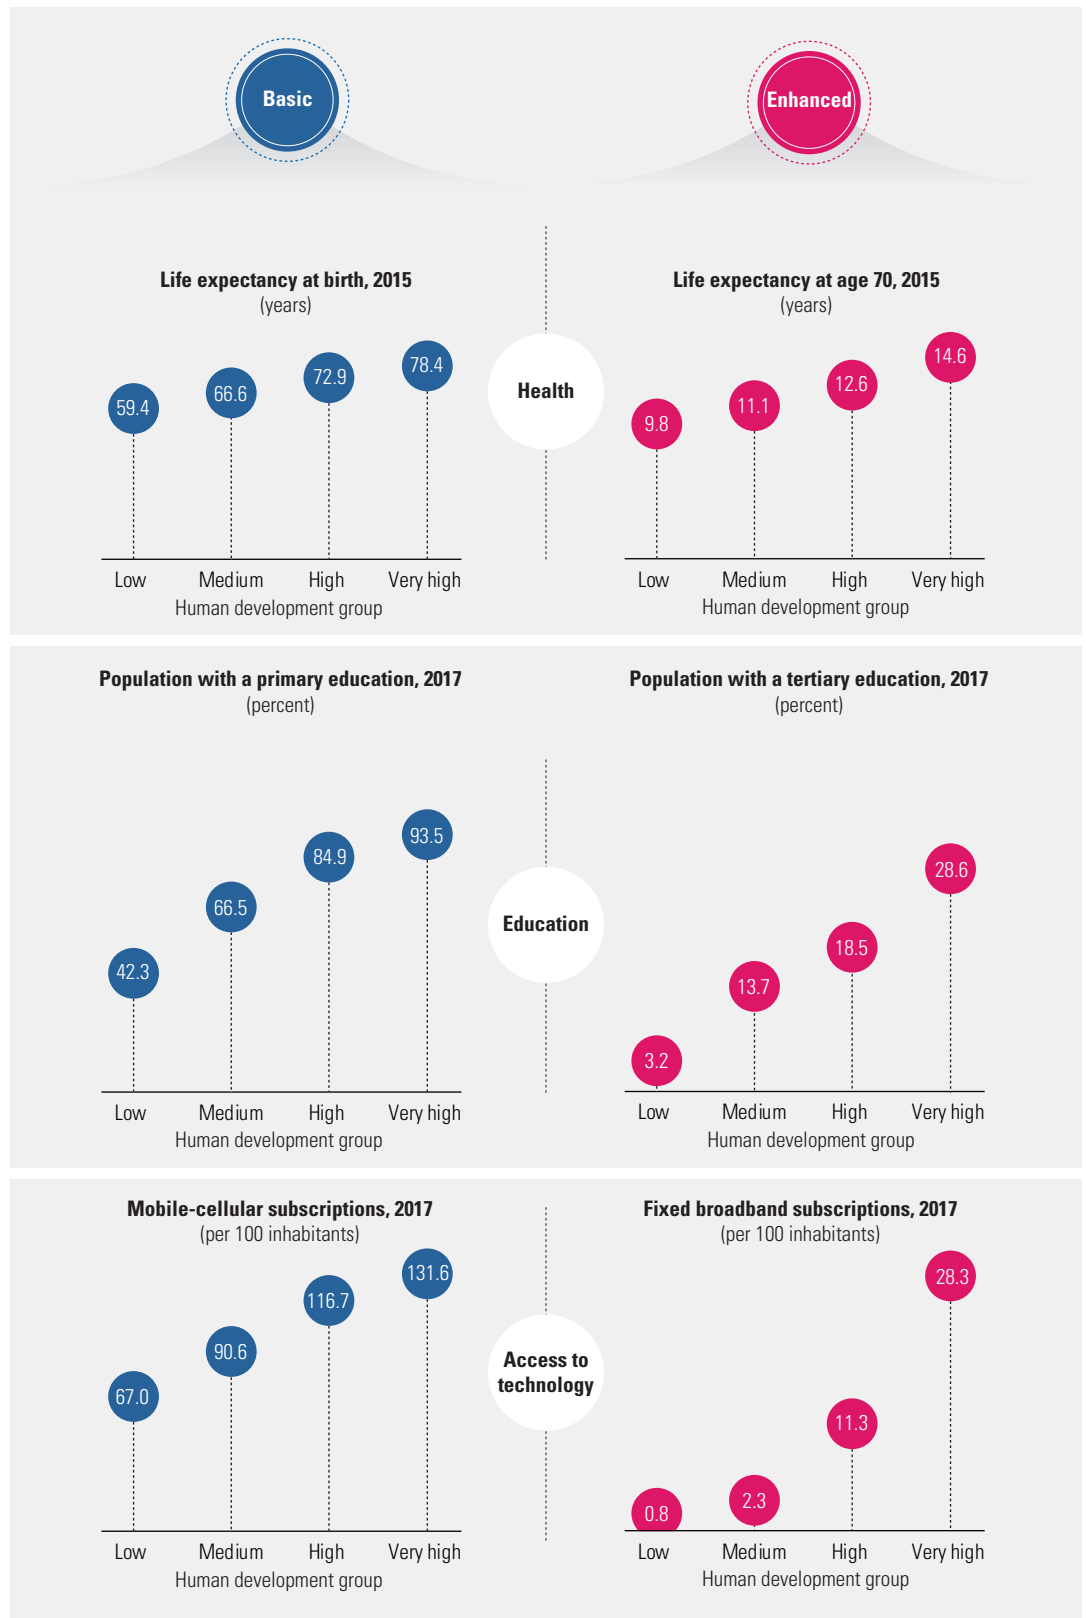 Basic
Enhanced
Life expectancy at birth, 2015
(years)
59.4
66.6
72.9
78.4
Low Medium High Very high
Human development group
Health
Life expectancy at age 70, 2015
(years)
9.8
11.1
12.6
14.6
Low Medium High Very high
Human development group
Population with a primary education, 2017
(percent)
42.3
66.5
84.9
93.5
Low Medium High Very high
Human development group
Education
Population with a tertiary education, 2017
(percent)
3.2
13.7
18.5
28.6
Low Medium High Very high
Human development group
Mobile-cellular subscriptions, 2017
(per 100 inhabitants)
67.0
90.6
116.7
131.6
Low Medium High Very high
Human development group
Access to
technology
Fixed broadband subscriptions, 2017
(per 100 inhabitants)
0.8
2.3
11.3
28.3
Low Medium High Very high
Human development group